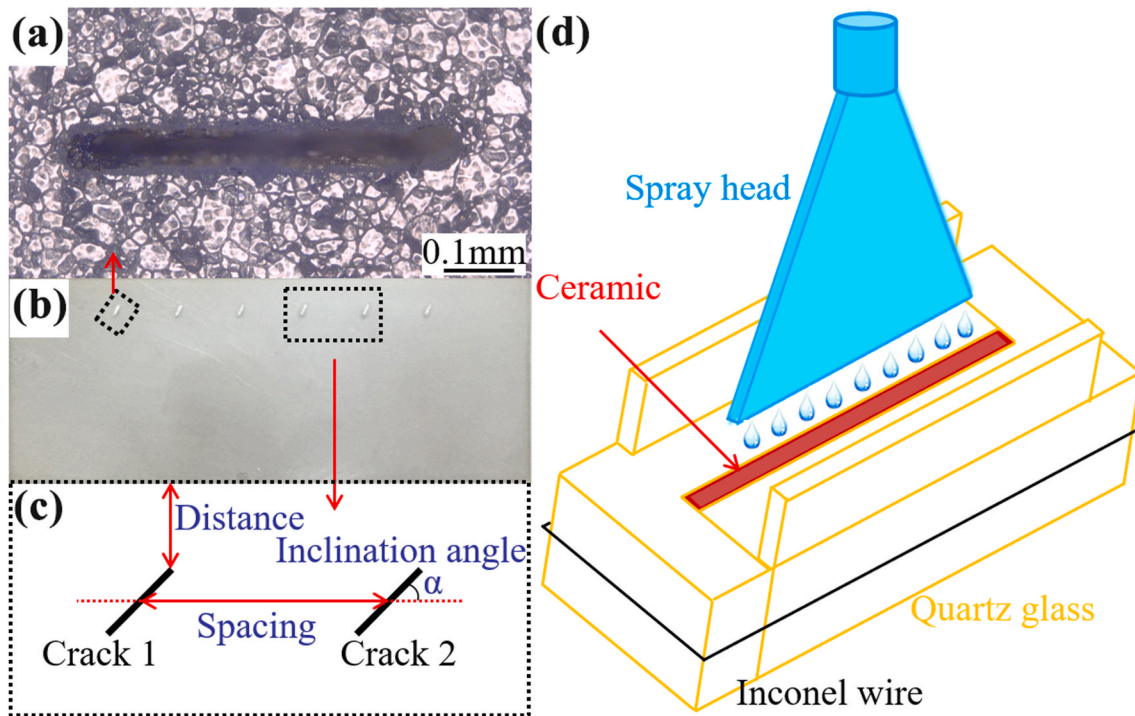 (a)
0.1mm
(b)
(c)
Distance
Inclination angle
α
Spacing
Crack 1
Crack 2
(d)
Spray head
Ceramic
Quartz glass
Inconel wire